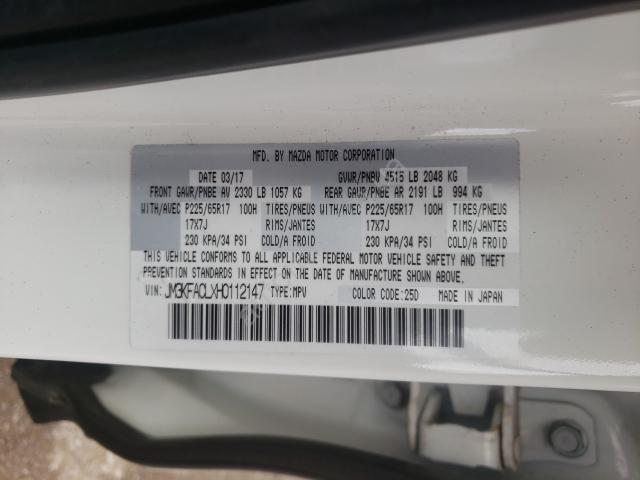 MFD. BY MAZDA MOTOR CORPORATION
DATE 03/17 GVWR/PNBV 4515 LB 2048 KG
FRONT GAWR/PNBE AV 2330 LB 1057 KG REAR GAWR/PNBE AR 2191 LB 994 KG
WITH/AVEC P225/65R17 100H TIRES/PNEUS WITH/AVEC P225/65R17 100H TIRES/PNEUS
17X7J RIMS/JANTES 17X7J RIMS/JANTES
230 KPA/34 PSI COLD/A FROID 230 KPA/34 PSI COLD/A FROID
THIS VEHICLE CONFORMS TO ALL APPLICABLE FEDERAL MOTOR VEHICLE SAFETY AND THEFT
PREVENTION STANDARDS IN EFFECT ON THE DATE OF MANUFACTURE SHOWN ABOVE.
VIN: JM3KFACLXH0112147 TYPE:MPV COLOR CODE:25D MADE IN JAPAN